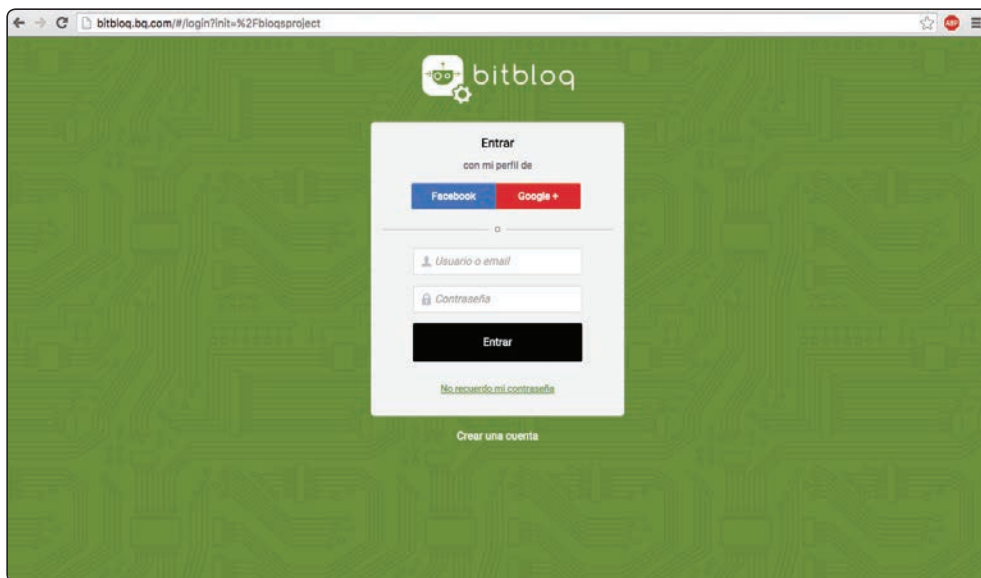 bitbloq.bq.com/#/login?init=%2Fbloqsproject
ABP
bitbloq
Entrar
con mi perfil de
Facebook Google +
o
Usuario o email
Contraseña
Entrar
No recuerdo mi contraseña
Crear una cuenta